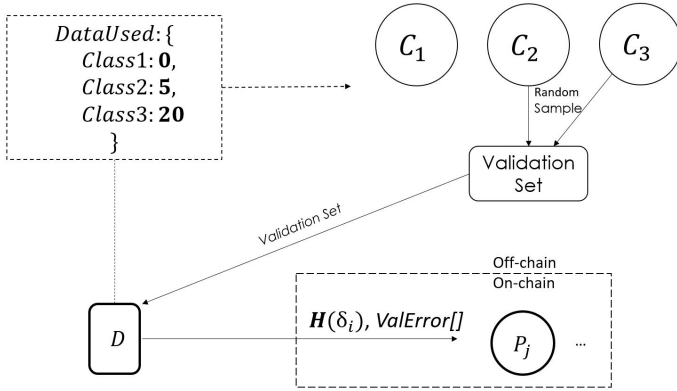 DataUsed: {
Class1: 0,
Class2: 5,
Class3: 20
}
C₁
C₂
C₃
Random
Sample
Validation
Set
Validation Set
Off-chain
On-chain
D
H(δᵢ), ValError[]
Pⱼ
...